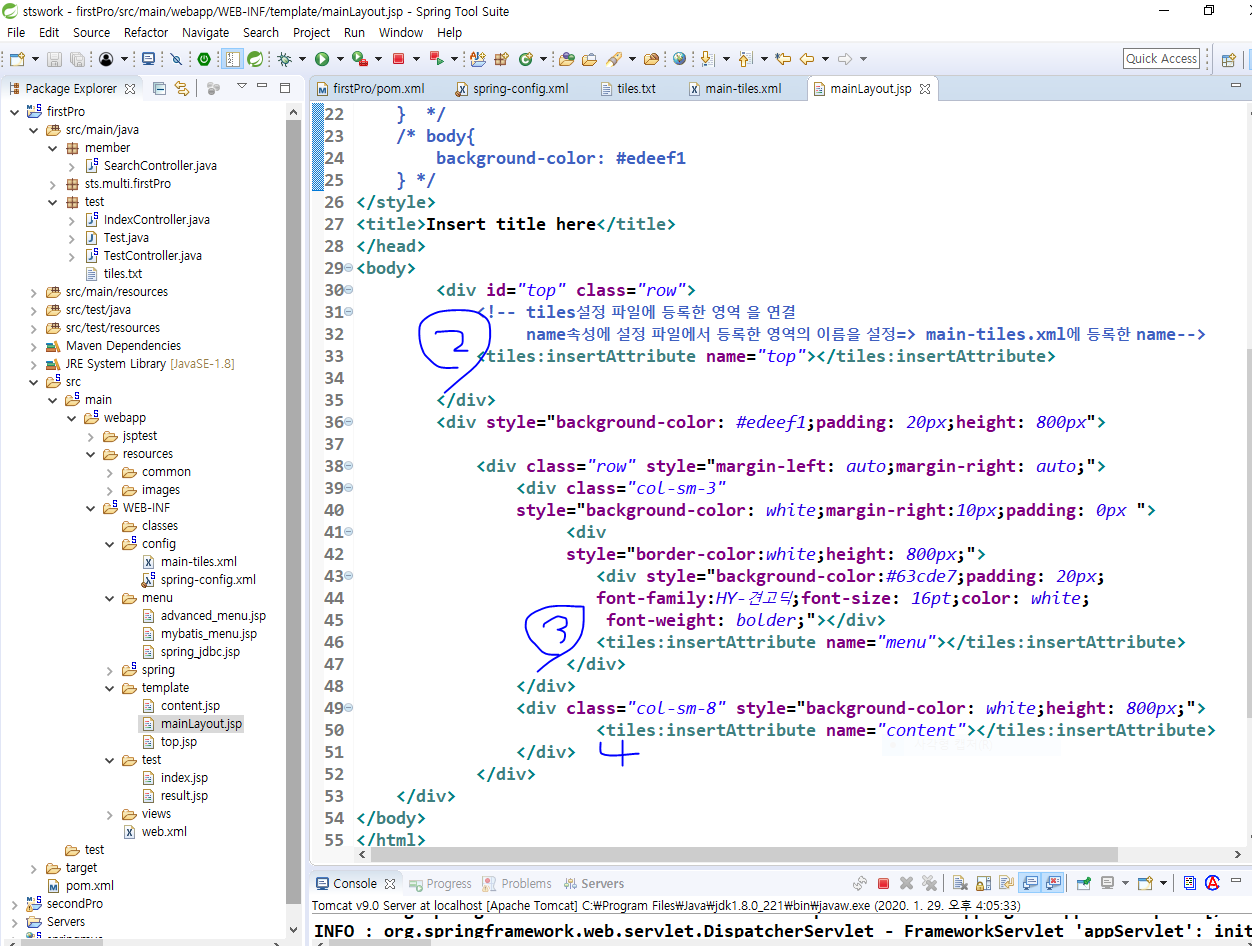 stswork - firstPro/src/main/webapp/WEB-INF/template/mainLayout.jsp - Spring Tool Suite
File Edit Source Refactor Navigate Search Project Run Window Help
Quick Access
Package Explorer
firstPro
src/main/java
member
SearchController.java
sts.multi.firstPro
test
IndexController.java
Test.java
TestController.java
tiles.txt
src/main/resources
src/test/java
src/test/resources
Maven Dependencies
JRE System Library [JavaSE-1.8]
src
main
webapp
jsptest
resources
common
images
WEB-INF
classes
config
main-tiles.xml
spring-config.xml
menu
advanced_menu.jsp
mybatis_menu.jsp
spring_jdbc.jsp
spring
template
content.jsp
mainLayout.jsp
top.jsp
test
index.jsp
result.jsp
views
web.xml
test
target
pom.xml
secondPro
Servers
firstPro/pom.xml spring-config.xml tiles.txt main-tiles.xml mainLayout.jsp
22 } */
23 /* body{
24 background-color: #edeef1
25 } */
26 </style>
27 <title>Insert title here</title>
28 </head>
29 <body>
30 <div id="top" class="row">
31 <!-- tiles설정 파일에 등록한 영역 을 연결
32 name속성에 설정 파일에서 등록한 영역의 이름을 설정=> main-tiles.xml에 등록한 name-->
2
33 <tiles:insertAttribute name="top"></tiles:insertAttribute>
34
35 </div>
36 <div style="background-color: #edeef1;padding: 20px;height: 800px">
37
38 <div class="row" style="margin-left: auto;margin-right: auto;">
39 <div class="col-sm-3"
40 style="background-color: white;margin-right:10px;padding: 0px ">
41 <div
42 style="border-color:white;height: 800px;">
43 <div style="background-color:#63cde7;padding: 20px;
44 font-family:HY-견고딕;font-size: 16pt;color: white;
45 font-weight: bolder;"></div>
3
46 <tiles:insertAttribute name="menu"></tiles:insertAttribute>
47 </div>
48 </div>
49 <div class="col-sm-8" style="background-color: white;height: 800px;">
50 <tiles:insertAttribute name="content"></tiles:insertAttribute>
51 </div>
4
52 </div>
53 </div>
54 </body>
55 </html>
Console Progress Problems Servers
Tomcat v9.0 Server at localhost [Apache Tomcat] C:₩Program Files₩Java₩jdk1.8.0_221₩bin₩javaw.exe (2020. 1. 29. 오후 4:05:33)
INFO : org.springframework.web.servlet.DispatcherServlet - FrameworkServlet 'appServlet': init